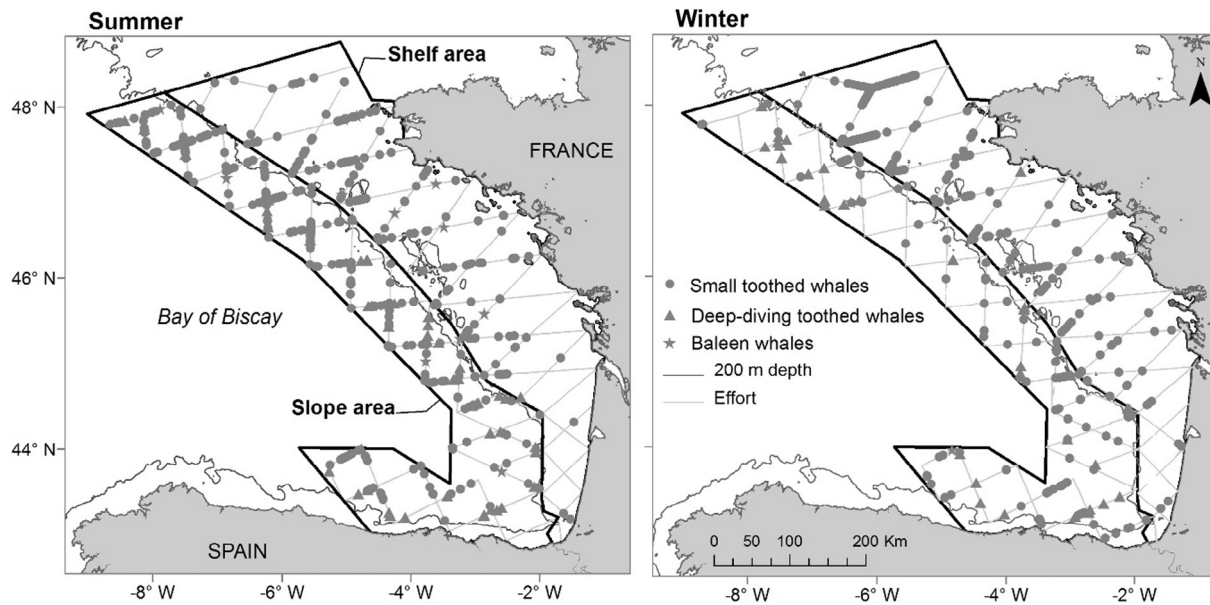 Summer
Winter
Shelf area
N
48° N
FRANCE
46° N
Small toothed whales
Bay of Biscay
Deep-diving toothed whales
Baleen whales
200 m depth
Slope area
Effort
44° N
SPAIN
0 50 100 200 Km
-8° W -6° W -4° W -2° W
-8° W -6° W -4° W -2° W